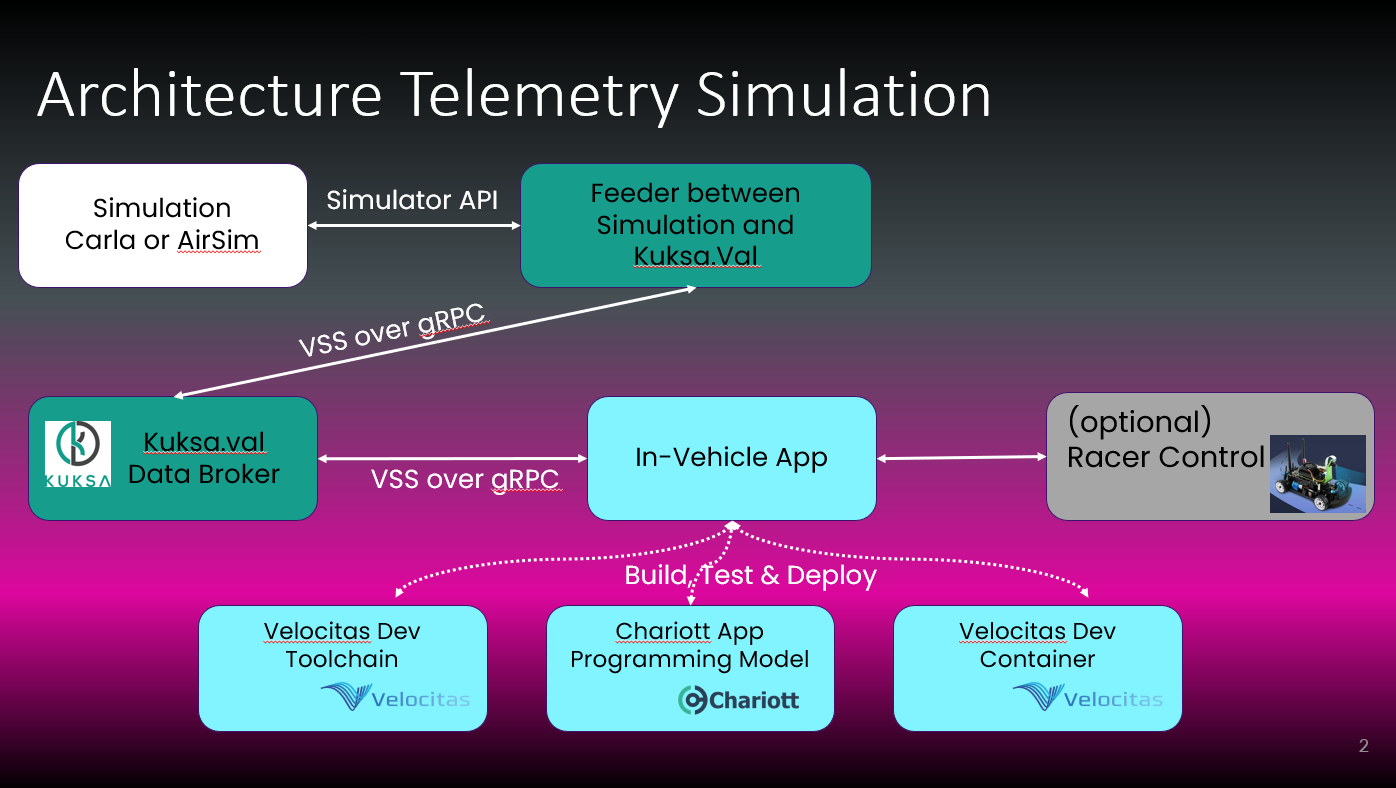 Architecture Telemetry Simulation
Simulation
Carla or AirSim
Simulator API
Feeder between
Simulation and
Kuksa.Val
VSS over gRPC
KUKSA
Kuksa.val
Data Broker
VSS over gRPC
In-Vehicle App
(optional)
Racer Control
Build, Test & Deploy
Velocitas Dev
Toolchain
Velocitas
Chariott App
Programming Model
Chariott
Velocitas Dev
Container
Velocitas
2